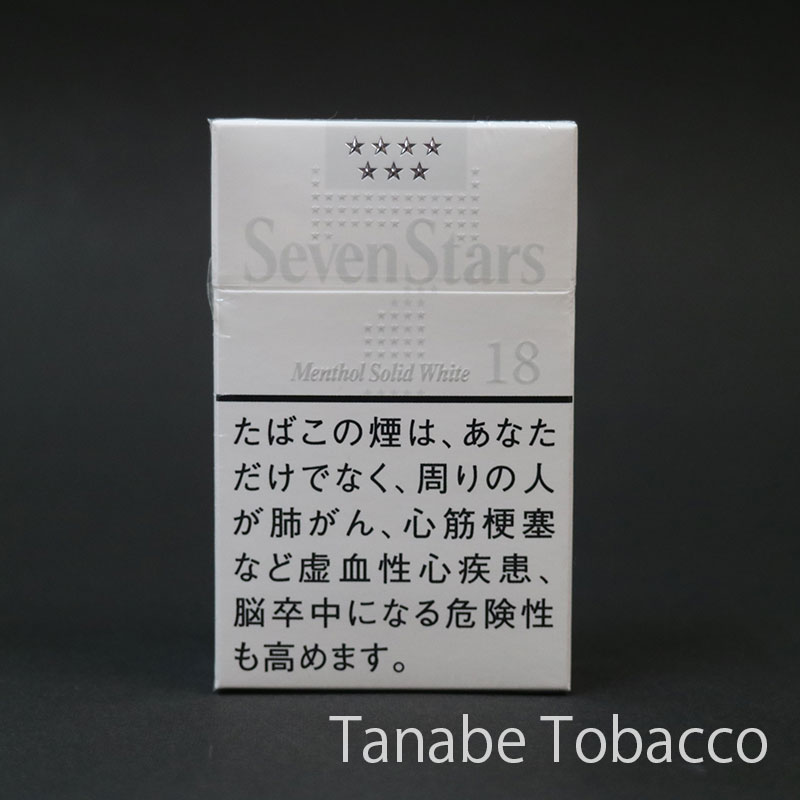 Seven Stars
Menthol Solid White 18
たばこの煙は、あなた
だけでなく、周りの人
が肺がん、心筋梗塞
など虚血性心疾患、
脳卒中になる危険性
も高めます。
Tanabe Tobacco